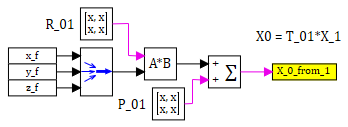 R_01
[x, x]
[x, x]
X0 = T_01*X_1
x_f
y_f
z_f
A*B
+
+
Σ
X_0_from_1
P_01
[x, x]
[x, x]